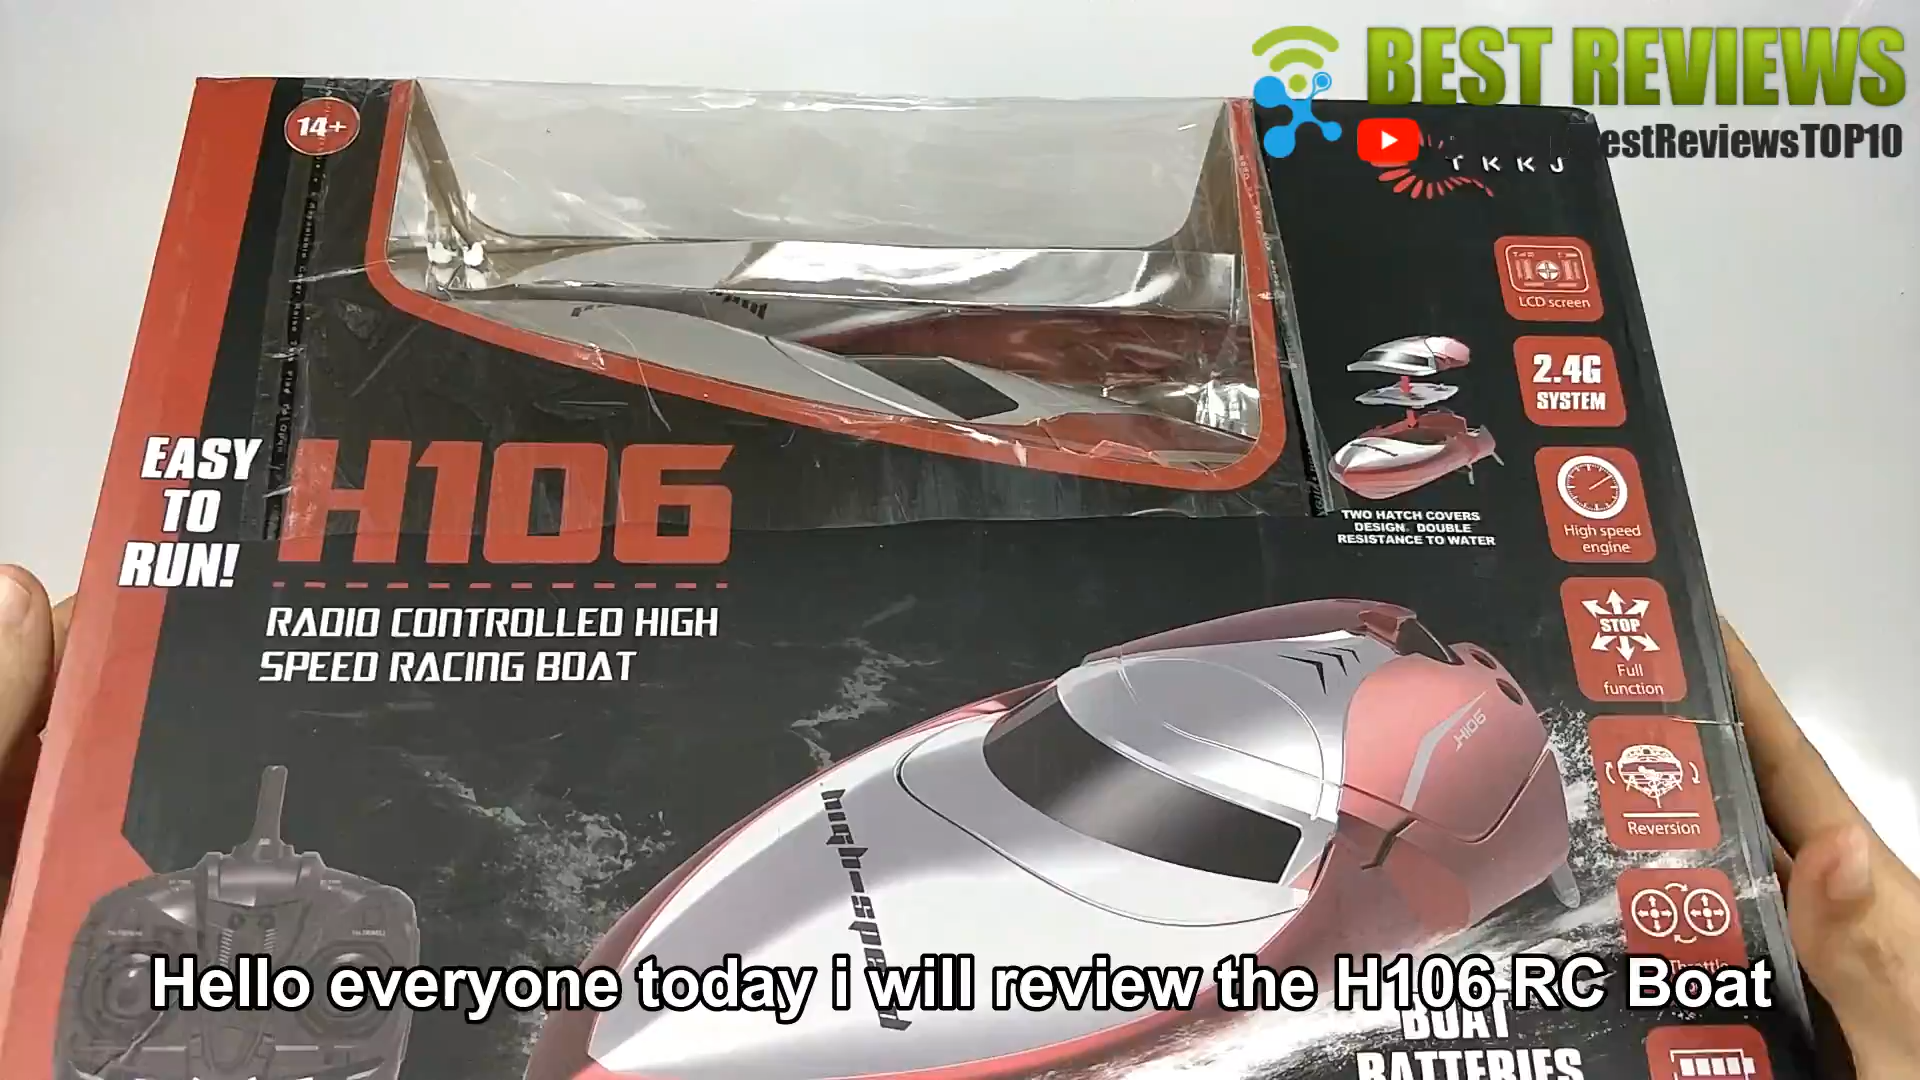 BEST REVIEWS
estReviewsTOP10
TKKJ
14+
LCD screen
2.4G
SYSTEM
EASY
TO
RUN!
H106
TWO HATCH COVERS
DESIGN. DOUBLE
RESISTANCE TO WATER
High speed
engine
RADIO CONTROLLED HIGH
SPEED RACING BOAT
STOP
Full
function
H106
Reversion
high-speed
Throttle
Hello everyone today i will review the H106 RC Boat
BOAT
BATTERIES